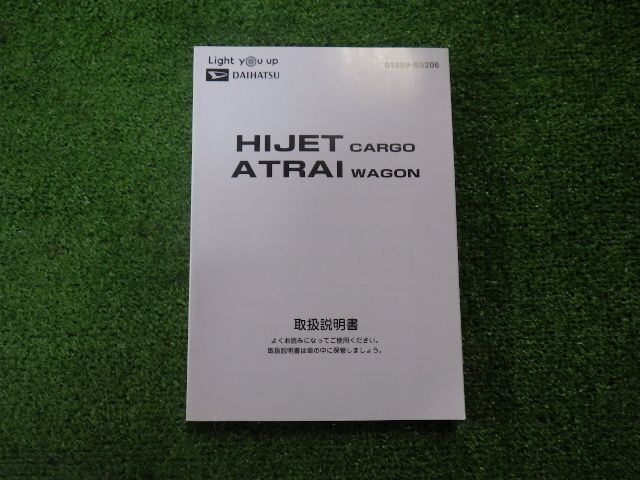 Light you up
DAIHATSU
01999-B5206
HIJET CARGO
ATRAI WAGON
取扱説明書
よくお読みになってご使用ください。
取扱説明書は車の中に保管しましょう。